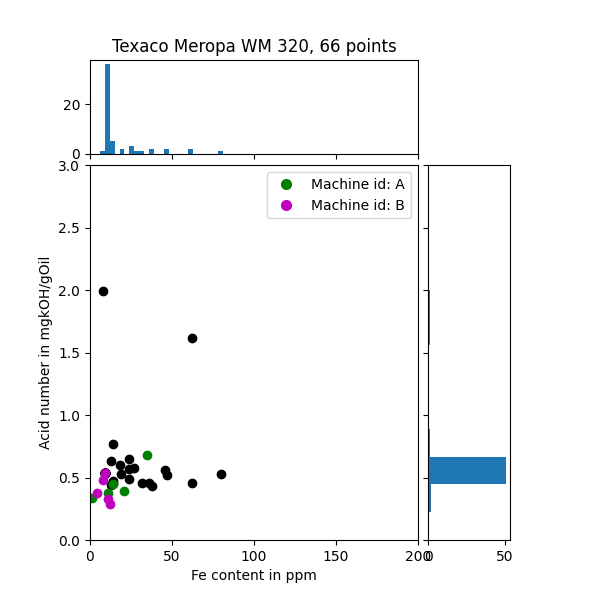 Texaco Meropa WM 320, 66 points
20
0
3.0
Machine id: A
Machine id: B
2.5
2.0
1.5
1.0
0.5
0.0
Acid number in mgkOH/gOil
0 50 100 150 200 0 50
Fe content in ppm